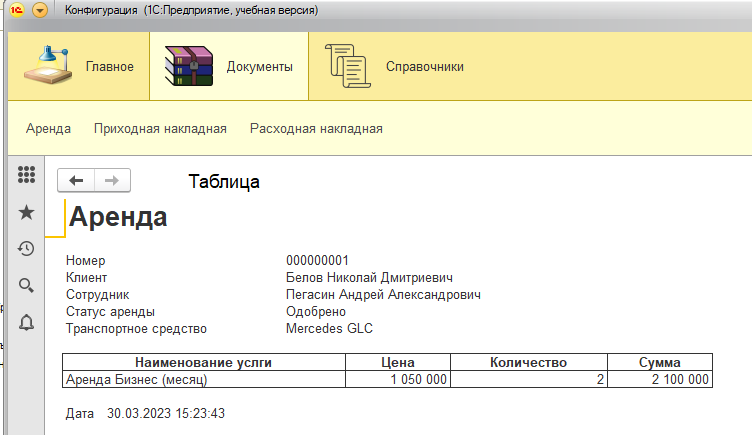 1С Конфигурация (1С:Предприятие, учебная версия)
Главное Документы Справочники
Аренда Приходная накладная Расходная накладная
Таблица
Аренда
Номер 000000001
Клиент Белов Николай Дмитриевич
Сотрудник Пегасин Андрей Александрович
Статус аренды Одобрено
Транспортное средство Mercedes GLC
Наименование услги Цена Количество Сумма
Аренда Бизнес (месяц) 1 050 000 2 2 100 000
Дата 30.03.2023 15:23:43